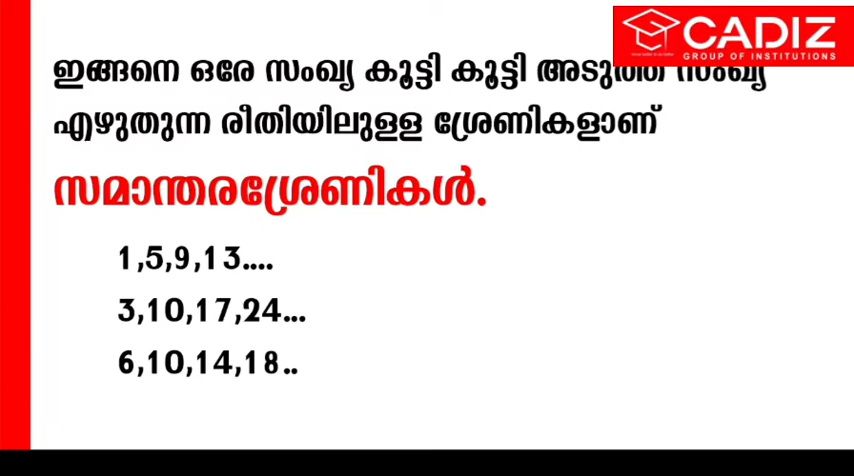 CADIZ
GROUP OF INSTITUTIONS
ഇങ്ങനെ ഒരേ സംഖ്യ കൂട്ടി കൂട്ടി അടുത്ത സംഖ്യ
എഴുതുന്ന രീതിയിലുളള ശ്രേണികളാണ്
സമാന്തരശ്രേണികൾ.
1,5,9,13....
3,10,17,24...
6,10,14,18..